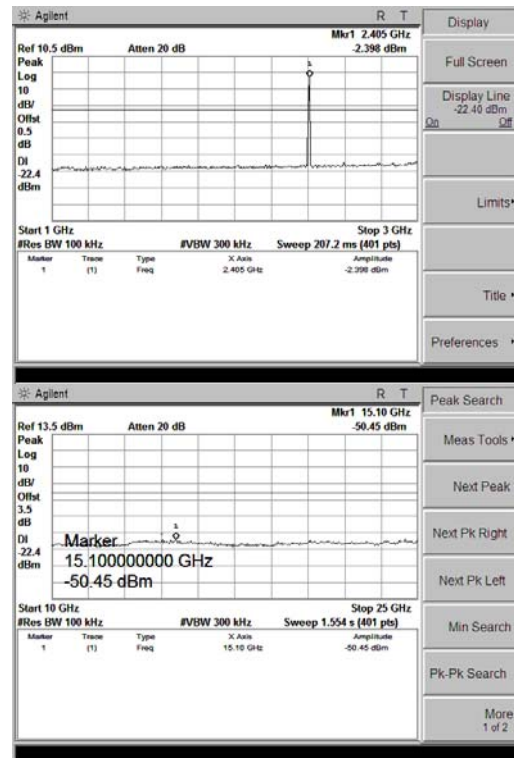 Agilent R T
Mkr1 2.405 GHz
Ref 10.5 dBm Atten 20 dB -2.398 dBm
Peak
Log
10
dB/
Offst
0.5
dB
DI
-22.4
dBm
1
Start 1 GHz Stop 3 GHz
#Res BW 100 kHz #VBW 300 kHz Sweep 207.2 ms (401 pts)
Marker Trace Type X Axis Amplitude
1 (1) Freq 2.405 GHz -2.398 dBm
Display
Full Screen
Display Line
-22.40 dBm
On Off
Limits
Title
Preferences
Agilent R T
Mkr1 15.10 GHz
Ref 13.5 dBm Atten 20 dB -50.45 dBm
Peak
Log
10
dB/
Offst
3.5
dB
DI
-22.4
dBm
1
Marker
15.100000000 GHz
-50.45 dBm
Start 10 GHz Stop 25 GHz
#Res BW 100 kHz #VBW 300 kHz Sweep 1.554 s (401 pts)
Marker Trace Type X Axis Amplitude
1 (1) Freq 15.10 GHz -50.45 dBm
Peak Search
Meas Tools
Next Peak
Next Pk Right
Next Pk Left
Min Search
Pk-Pk Search
More
1 of 2